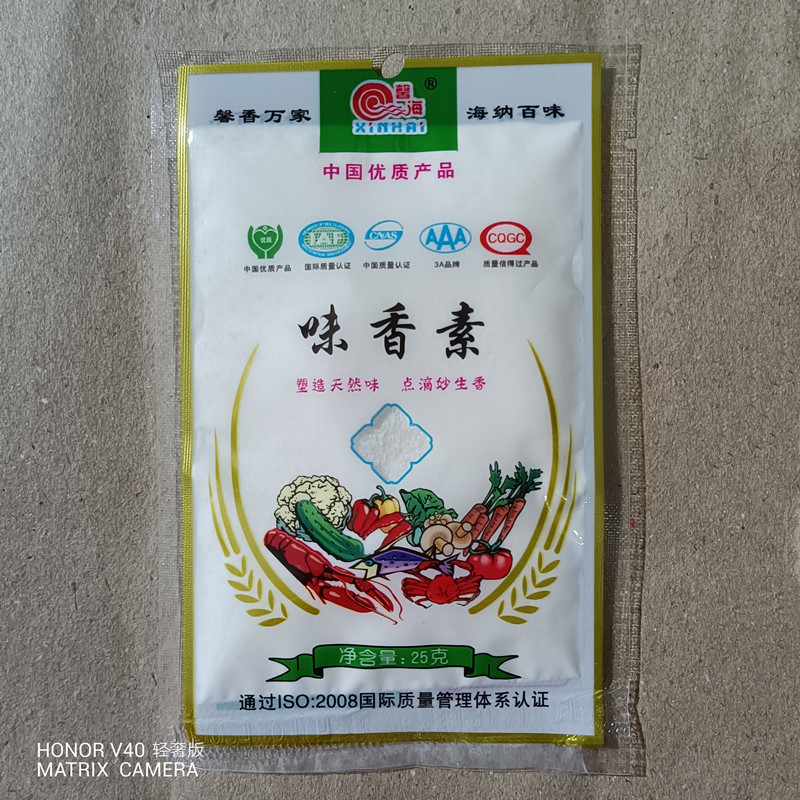 馨香万家
馨海
®
XINHAI
海纳百味
中国优质产品
优质
中国优质产品
国际质量认证
CNAS
中国质量认证
AAA
3A品牌
CQGC
质量信得过产品
味香素
塑造天然味 点滴妙生香
净含量:25克
通过ISO:2008国际质量管理体系认证
HONOR V40 轻奢版
MATRIX CAMERA